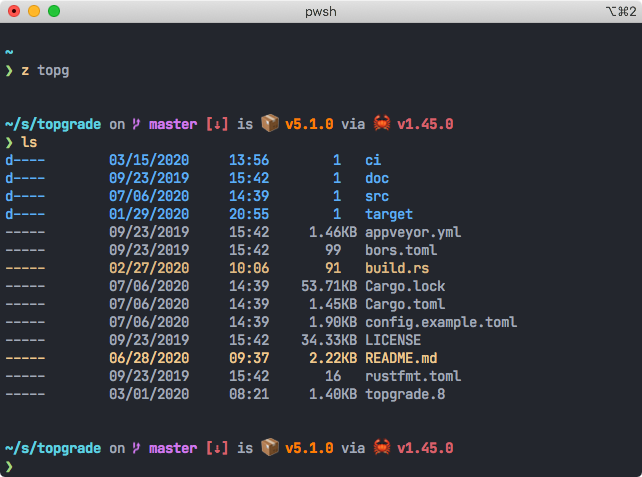 pwsh ⌥⌘2
~
❯ z topg
~/s/topgrade on master [↓] is 📦 v5.1.0 via 🦀 v1.45.0
❯ ls
d---- 03/15/2020 13:56 1 ci
d---- 09/23/2019 15:42 1 doc
d---- 07/06/2020 14:39 1 src
d---- 01/29/2020 20:55 1 target
----- 09/23/2019 15:42 1.46KB appveyor.yml
----- 09/23/2019 15:42 99 bors.toml
----- 02/27/2020 10:06 91 build.rs
----- 07/06/2020 14:39 53.71KB Cargo.lock
----- 07/06/2020 14:39 1.45KB Cargo.toml
----- 07/06/2020 14:39 1.90KB config.example.toml
----- 09/23/2019 15:42 34.33KB LICENSE
----- 06/28/2020 09:37 2.22KB README.md
----- 09/23/2019 15:42 16 rustfmt.toml
----- 03/01/2020 08:21 1.40KB topgrade.8
~/s/topgrade on master [↓] is 📦 v5.1.0 via 🦀 v1.45.0
❯